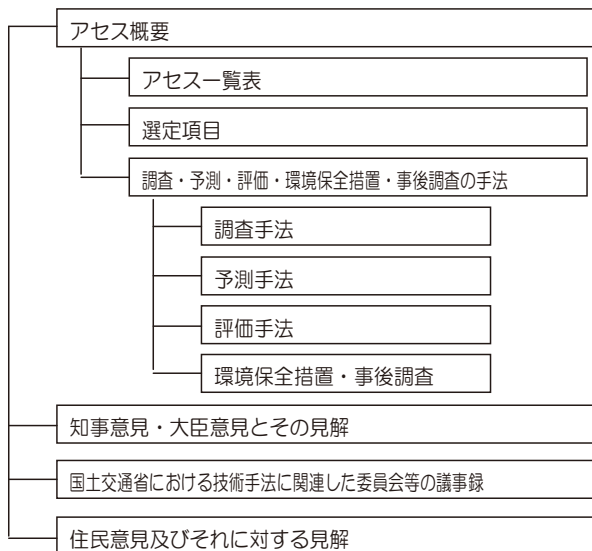 アセス概要
アセス一覧表
選定項目
調査・予測・評価・環境保全措置・事後調査の手法
調査手法
予測手法
評価手法
環境保全措置・事後調査
知事意見・大臣意見とその見解
国土交通省における技術手法に関連した委員会等の議事録
住民意見及びそれに対する見解